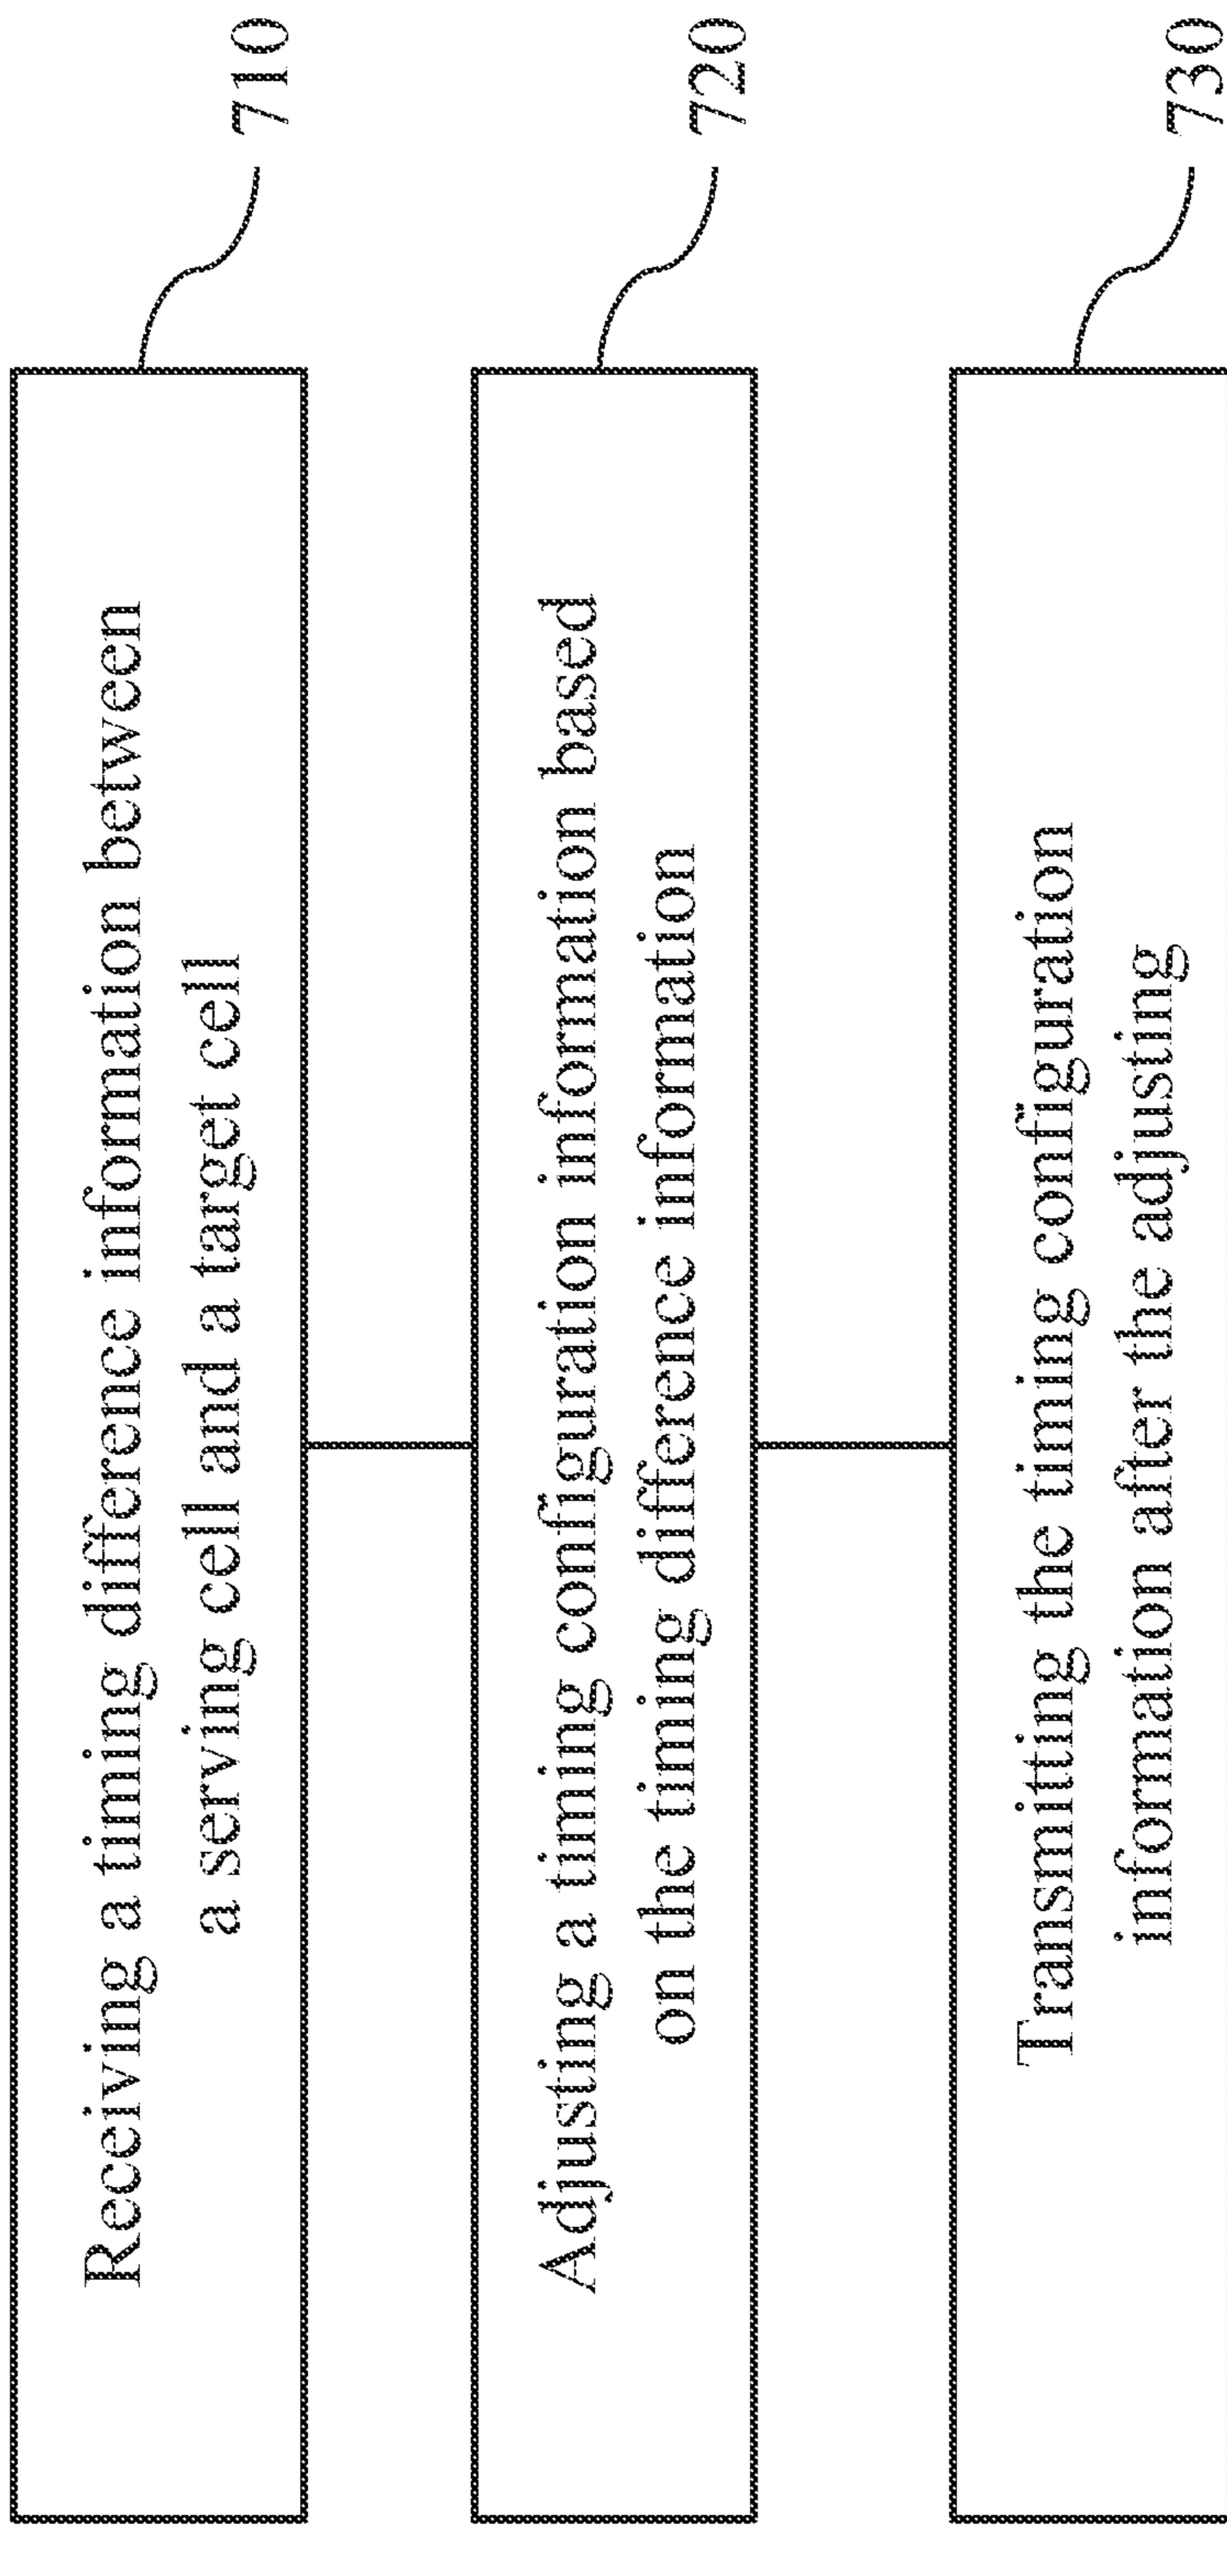 Receiving a timing difference information between
a serving cell and a target cell
710
Adjusting a timing configuration information based
on the timing difference information
720
Transmitting the timing configuration
information after the adjusting
730